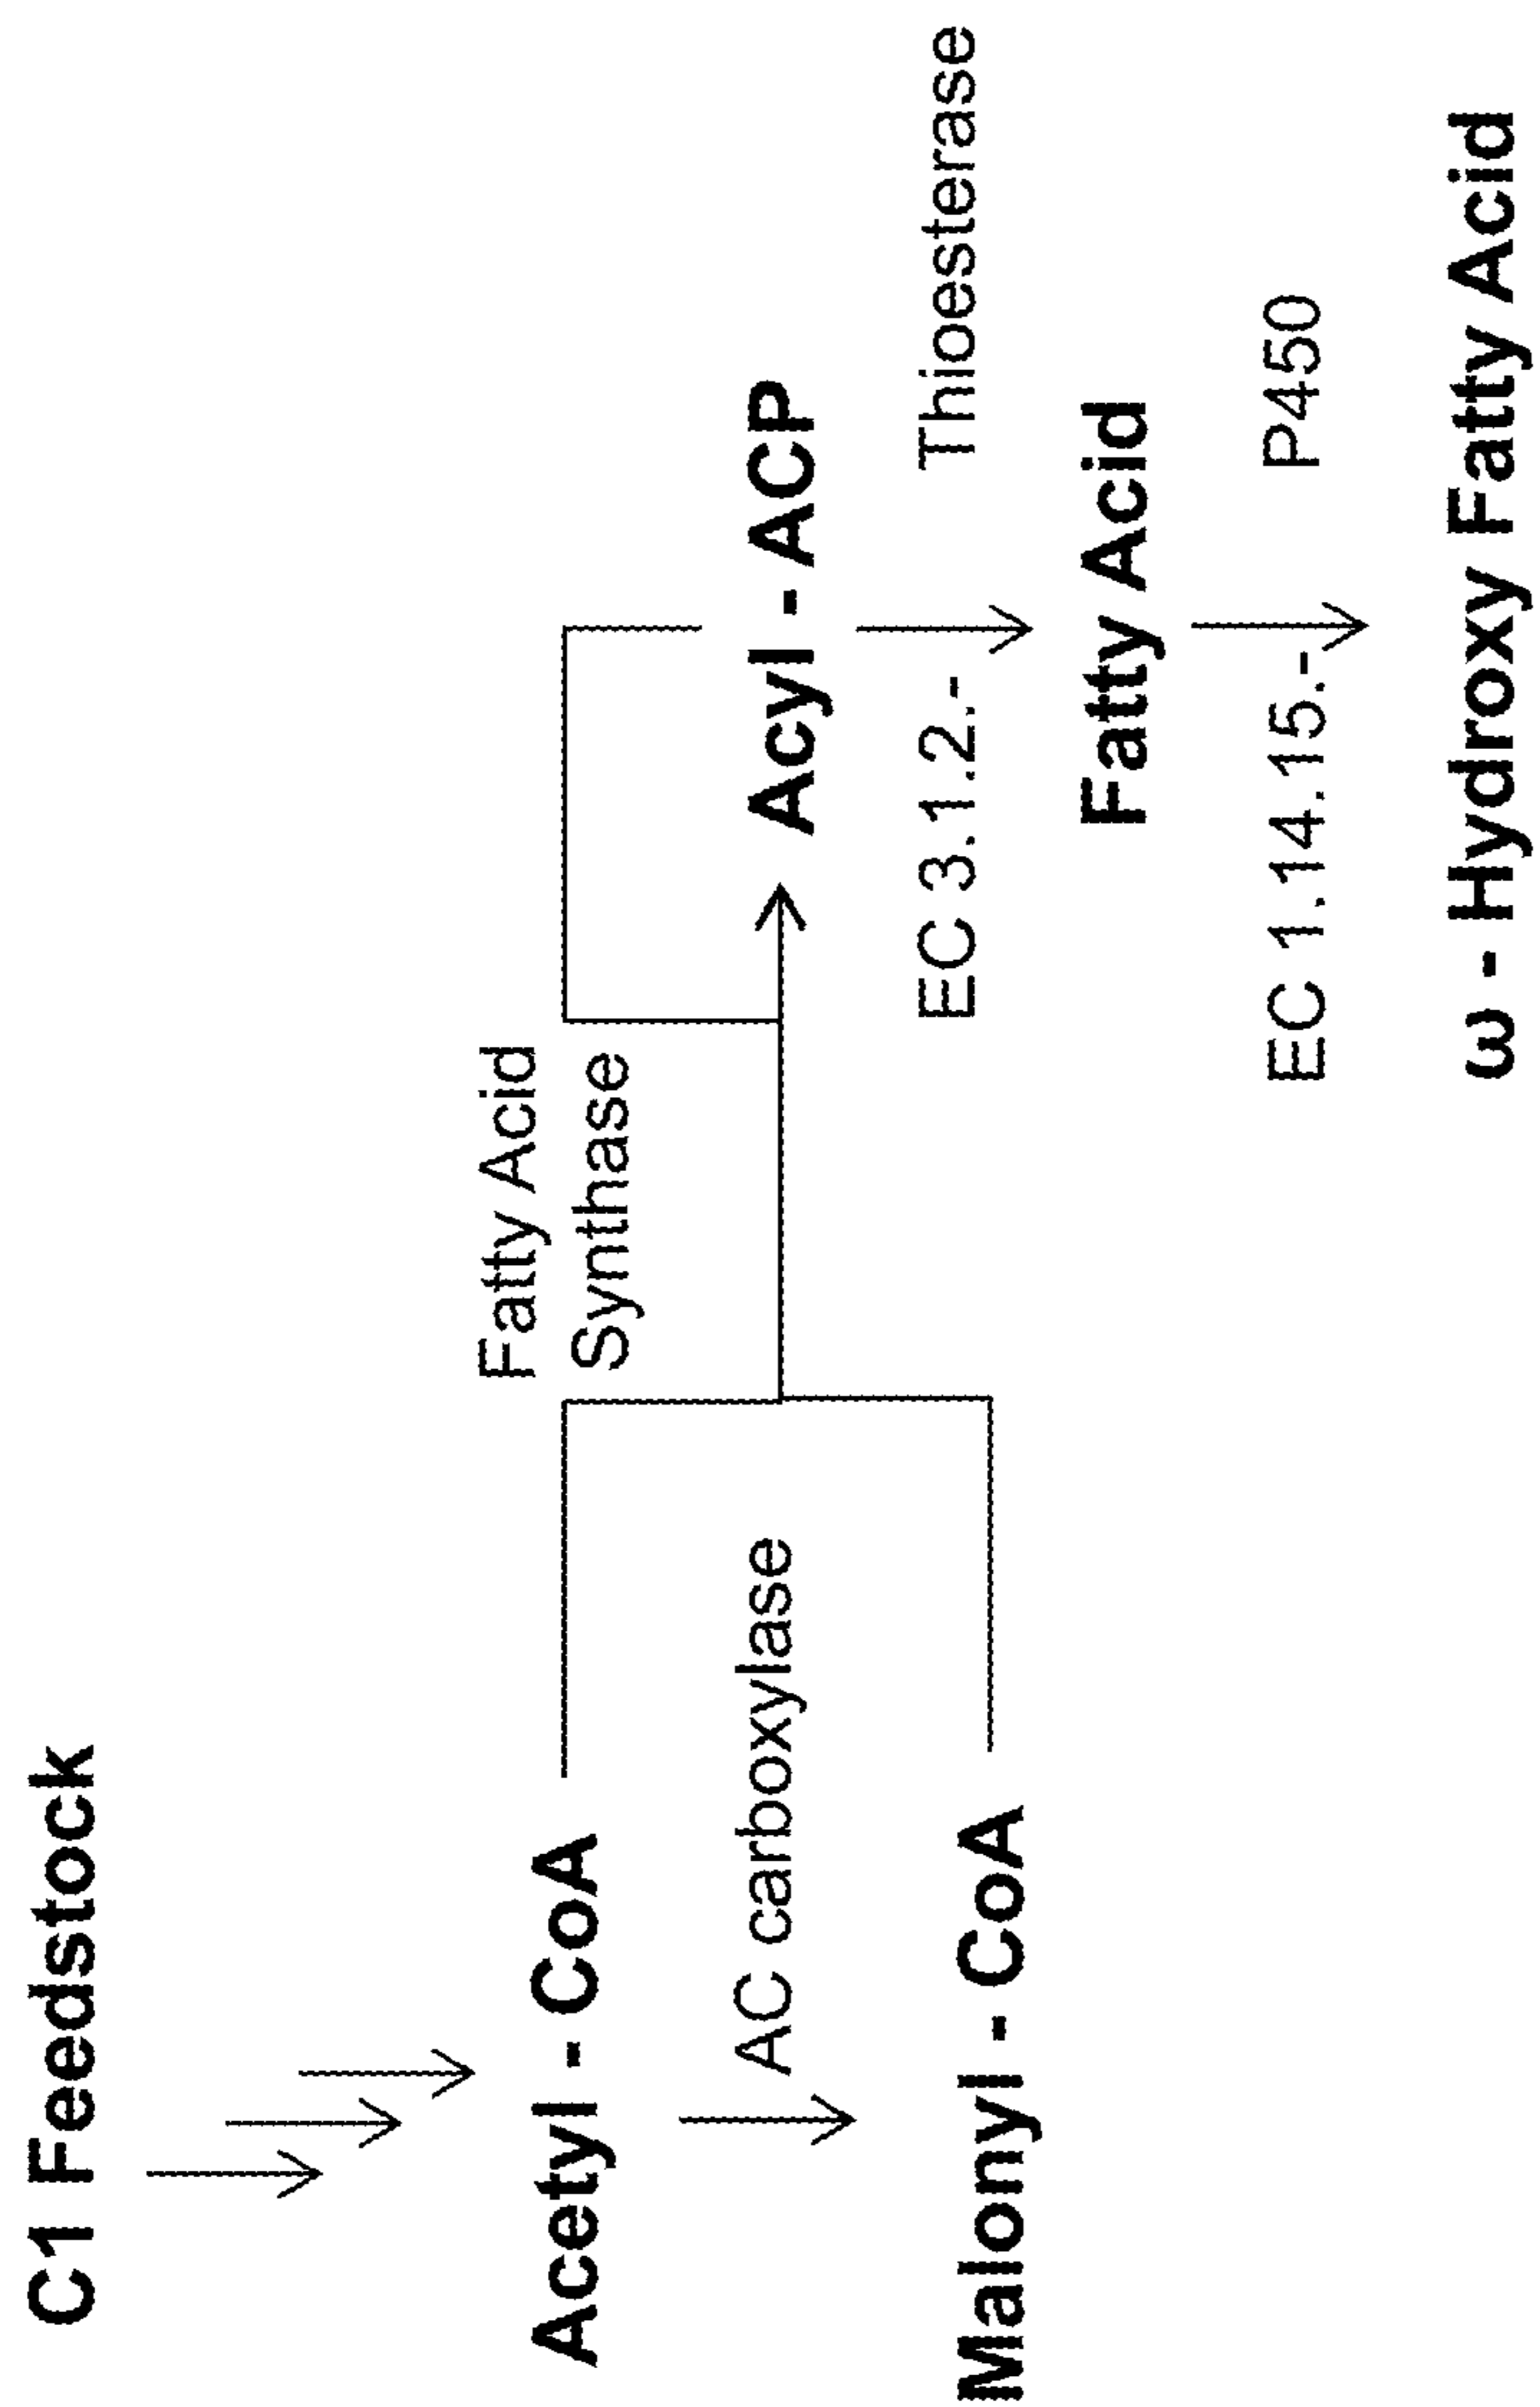 C1 Feedstock
Acetyl - CoA
AC carboxylase
Malonyl - CoA
Fatty Acid
Synthase
Acyl - ACP
EC 3.1.2.-
Thioesterase
Fatty Acid
EC 1.14.15.-
P450
ω - Hydroxy Fatty Acid